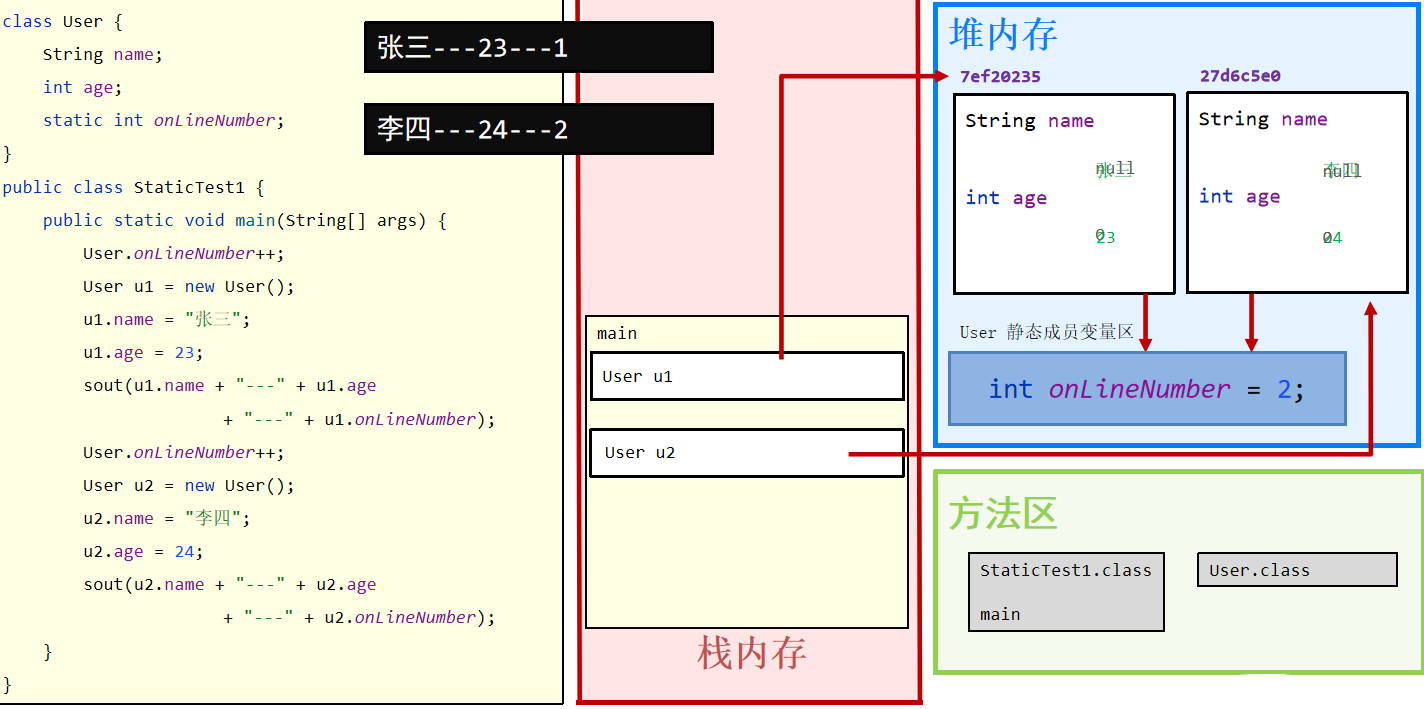 class User {
String name;
int age;
static int onLineNumber;
}
public class StaticTest1 {
public static void main(String[] args) {
User.onLineNumber++;
User u1 = new User();
u1.name = "张三";
u1.age = 23;
sout(u1.name + "---" + u1.age
+ "---" + u1.onLineNumber);
User.onLineNumber++;
User u2 = new User();
u2.name = "李四";
u2.age = 24;
sout(u2.name + "---" + u2.age
+ "---" + u2.onLineNumber);
}
}
张三---23---1
李四---24---2
main
User u1
User u2
栈内存
堆内存
7ef20235
String name
null
张三
int age
0
23
27d6c5e0
String name
null
李四
int age
0
24
User 静态成员变量区
int onLineNumber = 2;
方法区
StaticTest1.class
main
User.class